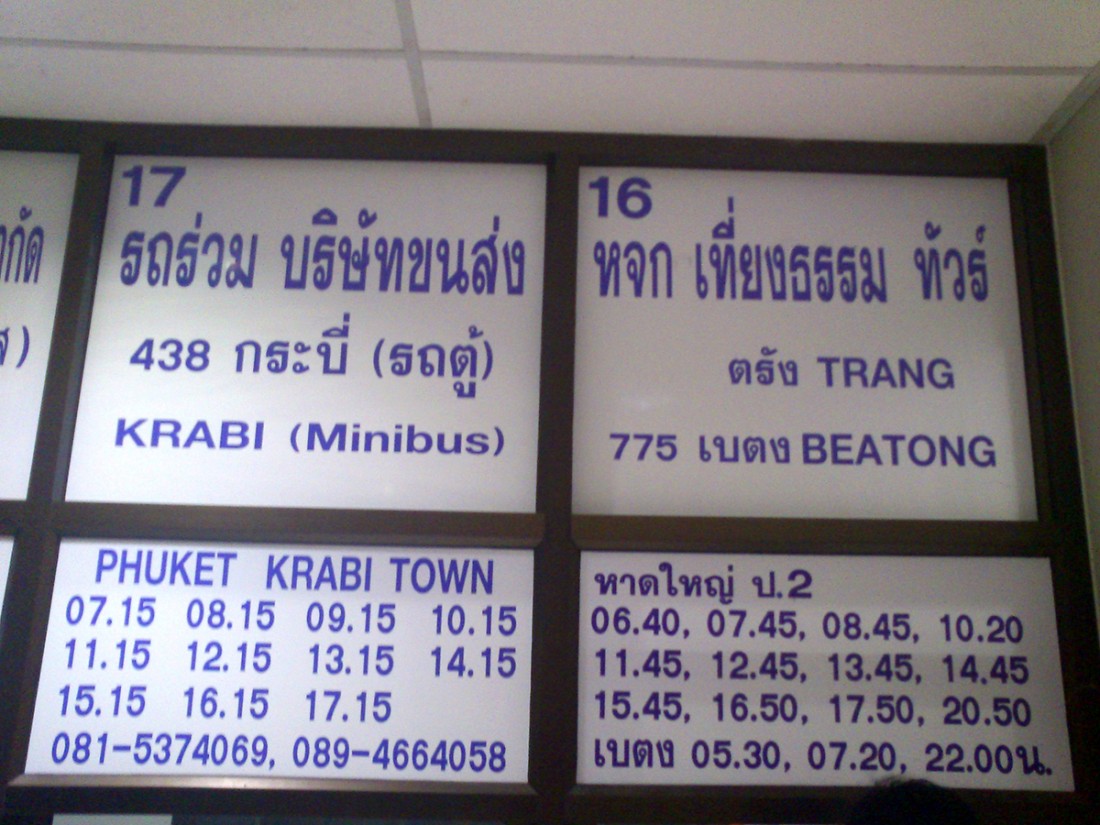 17
รถร่วม บริษัทขนส่ง
438 กระบี่ (รถตู้)
KRABI (Minibus)
PHUKET KRABI TOWN
07.15 08.15 09.15 10.15
11.15 12.15 13.15 14.15
15.15 16.15 17.15
081-5374069, 089-4664058
16
หจก เที่ยงธรรม ทัวร์
ตรัง TRANG
775 เบตง BEATONG
หาดใหญ่ ป.2
06.40, 07.45, 08.45, 10.20
11.45, 12.45, 13.45, 14.45
15.45, 16.50, 17.50, 20.50
เบตง 05.30, 07.20, 22.00น.